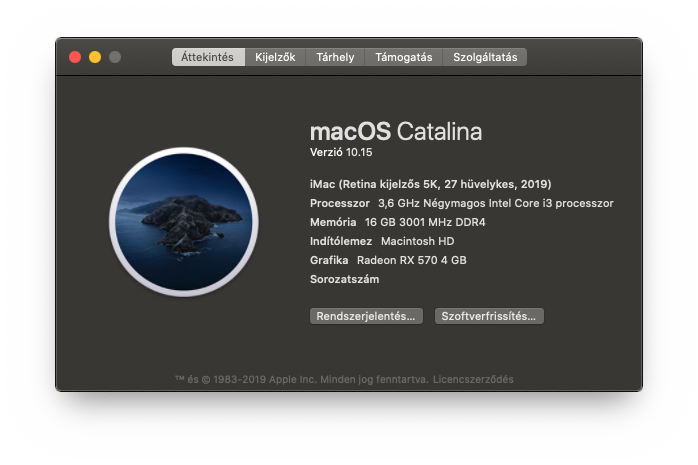 Áttekintés Kijelzők Tárhely Támogatás Szolgáltatás
macOS Catalina
Verzió 10.15
iMac (Retina kijelzős 5K, 27 hüvelykes, 2019)
Processzor 3,6 GHz Négymagos Intel Core i3 processzor
Memória 16 GB 3001 MHz DDR4
Indítólemez Macintosh HD
Grafika Radeon RX 570 4 GB
Sorozatszám
Rendszerjelentés... Szoftverfrissítés...
™ és © 1983-2019 Apple Inc. Minden jog fenntartva. Licencszerződés